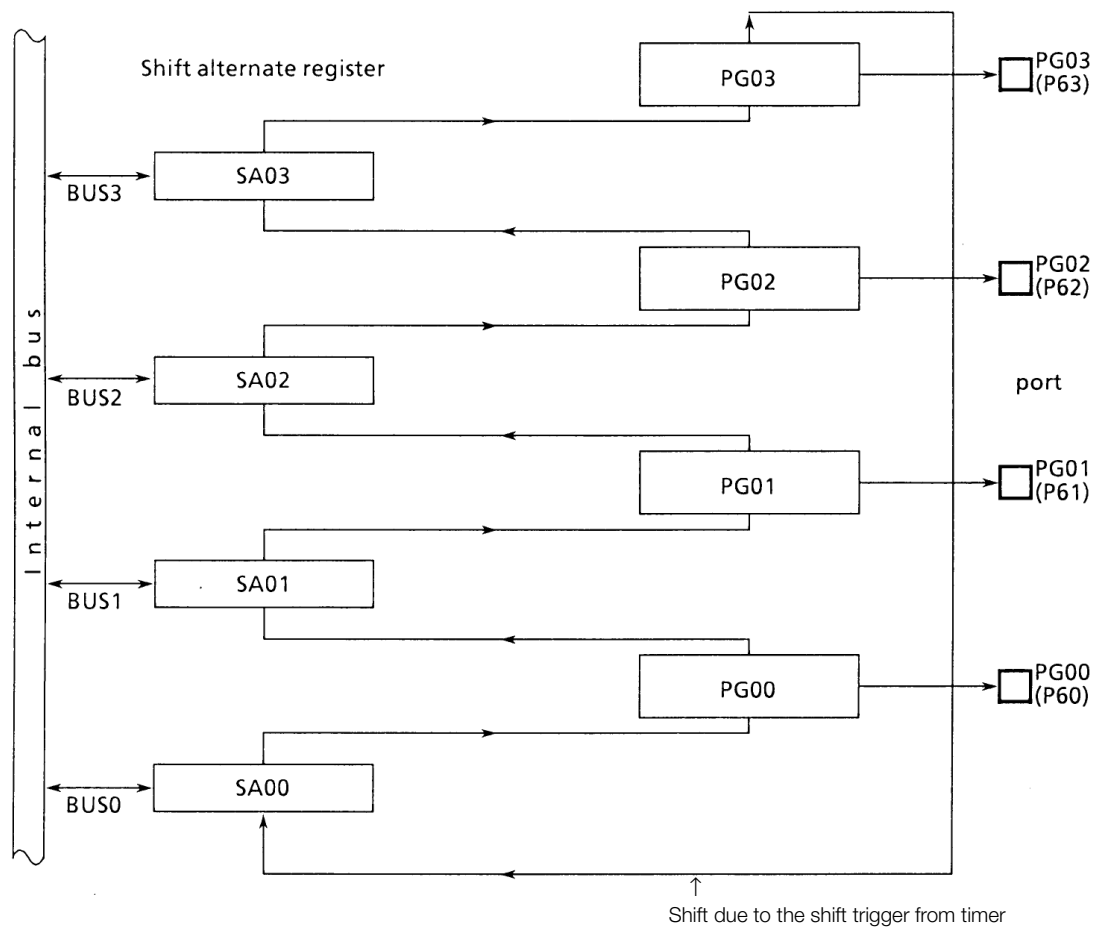 Shift alternate register
PG03
PG03
(P63)
SA03
BUS3
PG02
PG02
(P62)
Internal bus
SA02
BUS2
port
PG01
PG01
(P61)
SA01
BUS1
PG00
PG00
(P60)
SA00
BUS0
Shift due to the shift trigger from timer